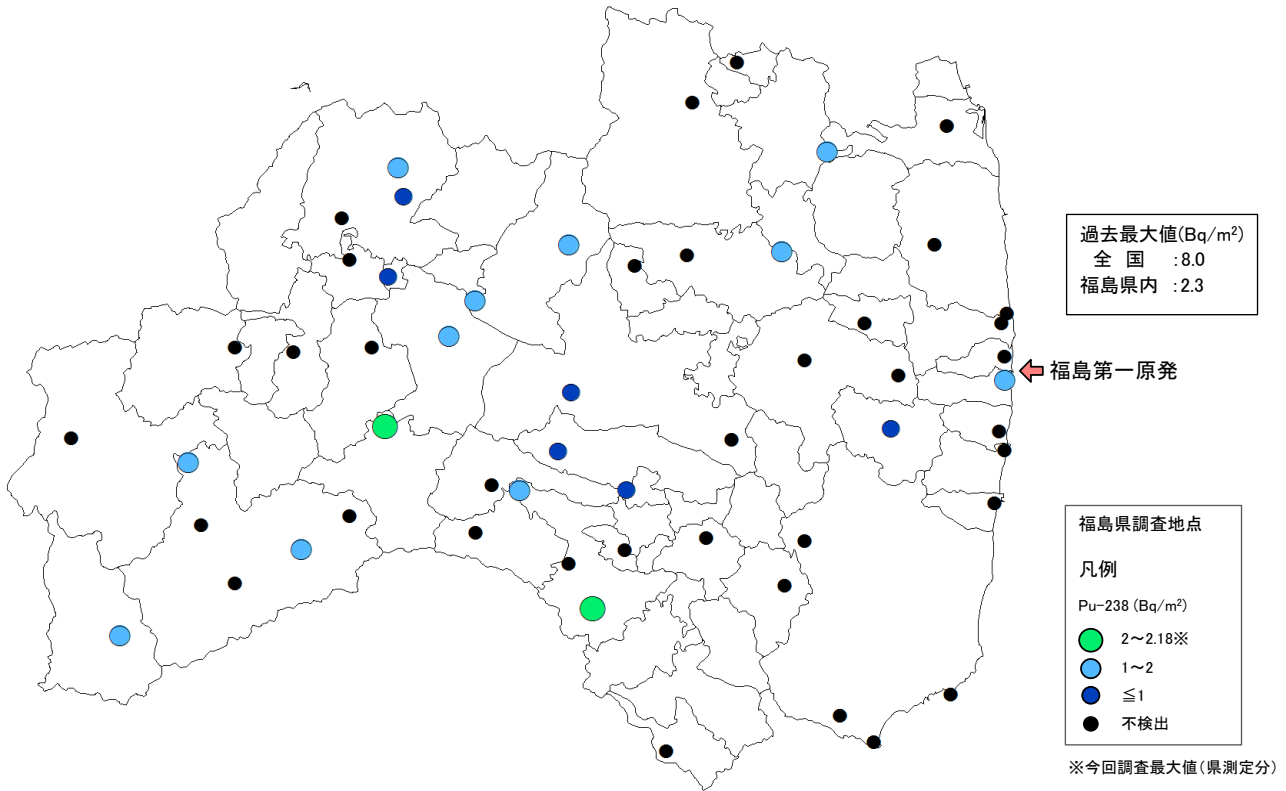 過去最大値(Bq/m²)
全 国 :8.0
福島県内 :2.3
福島第一原発
福島県調査地点
凡例
Pu-238 (Bq/m²)
2～2.18※
1～2
≦1
不検出
※今回調査最大値(県測定分)